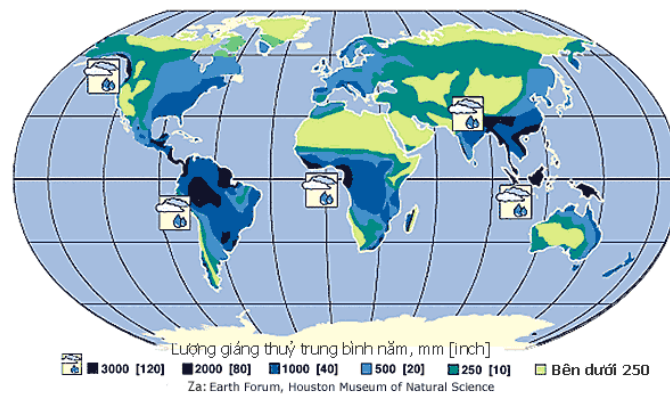 Lượng giáng thuỷ trung bình năm, mm [inch]
3000 [120] 2000 [80] 1000 [40] 500 [20] 250 [10] Bên dưới 250
Za: Earth Forum, Houston Museum of Natural Science